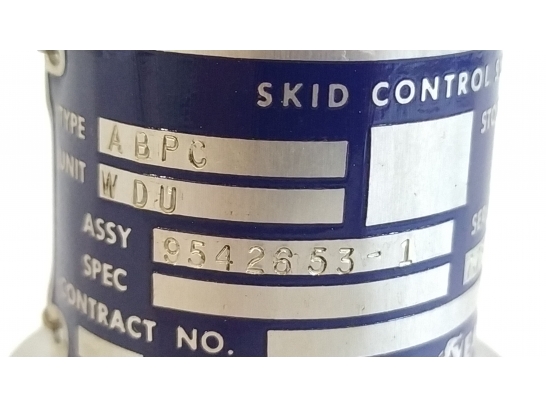 SKID CONTROL
TYPE ABPC
UNIT WDU
ASSY 9542653-1
SPEC
CONTRACT NO.